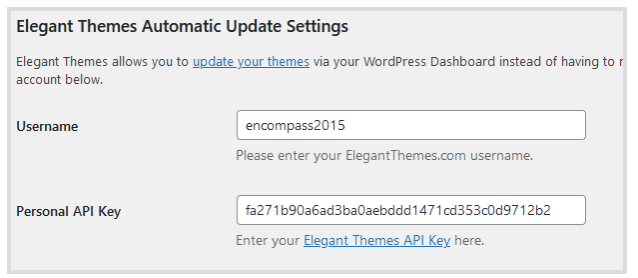 Elegant Themes Automatic Update Settings
Elegant Themes allows you to update your themes via your WordPress Dashboard instead of having to
account below.
Username
encompass2015
Please enter your ElegantThemes.com username.
Personal API Key
fa271b90a6ad3ba0aebddd1471cd353c0d9712b2
Enter your Elegant Themes API Key here.